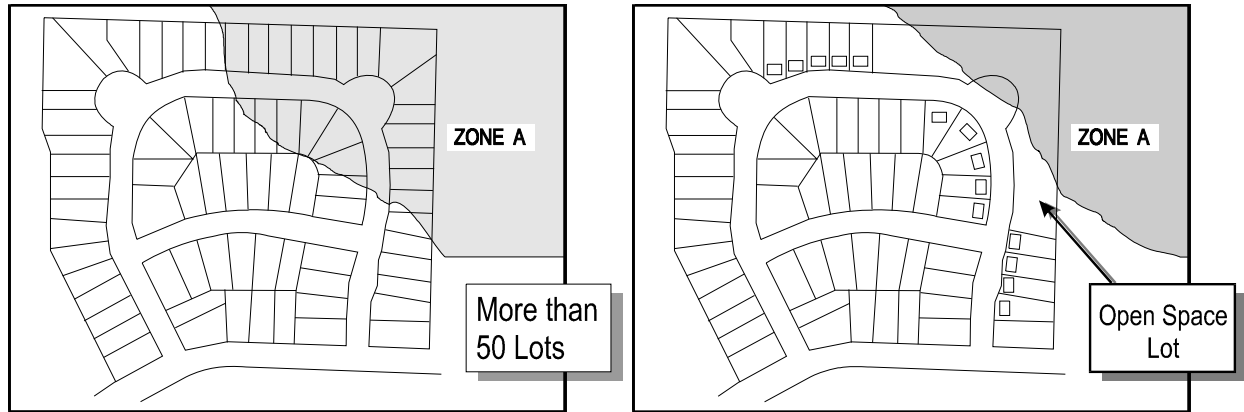 ZONE A
More than
50 Lots
ZONE A
Open Space
Lot